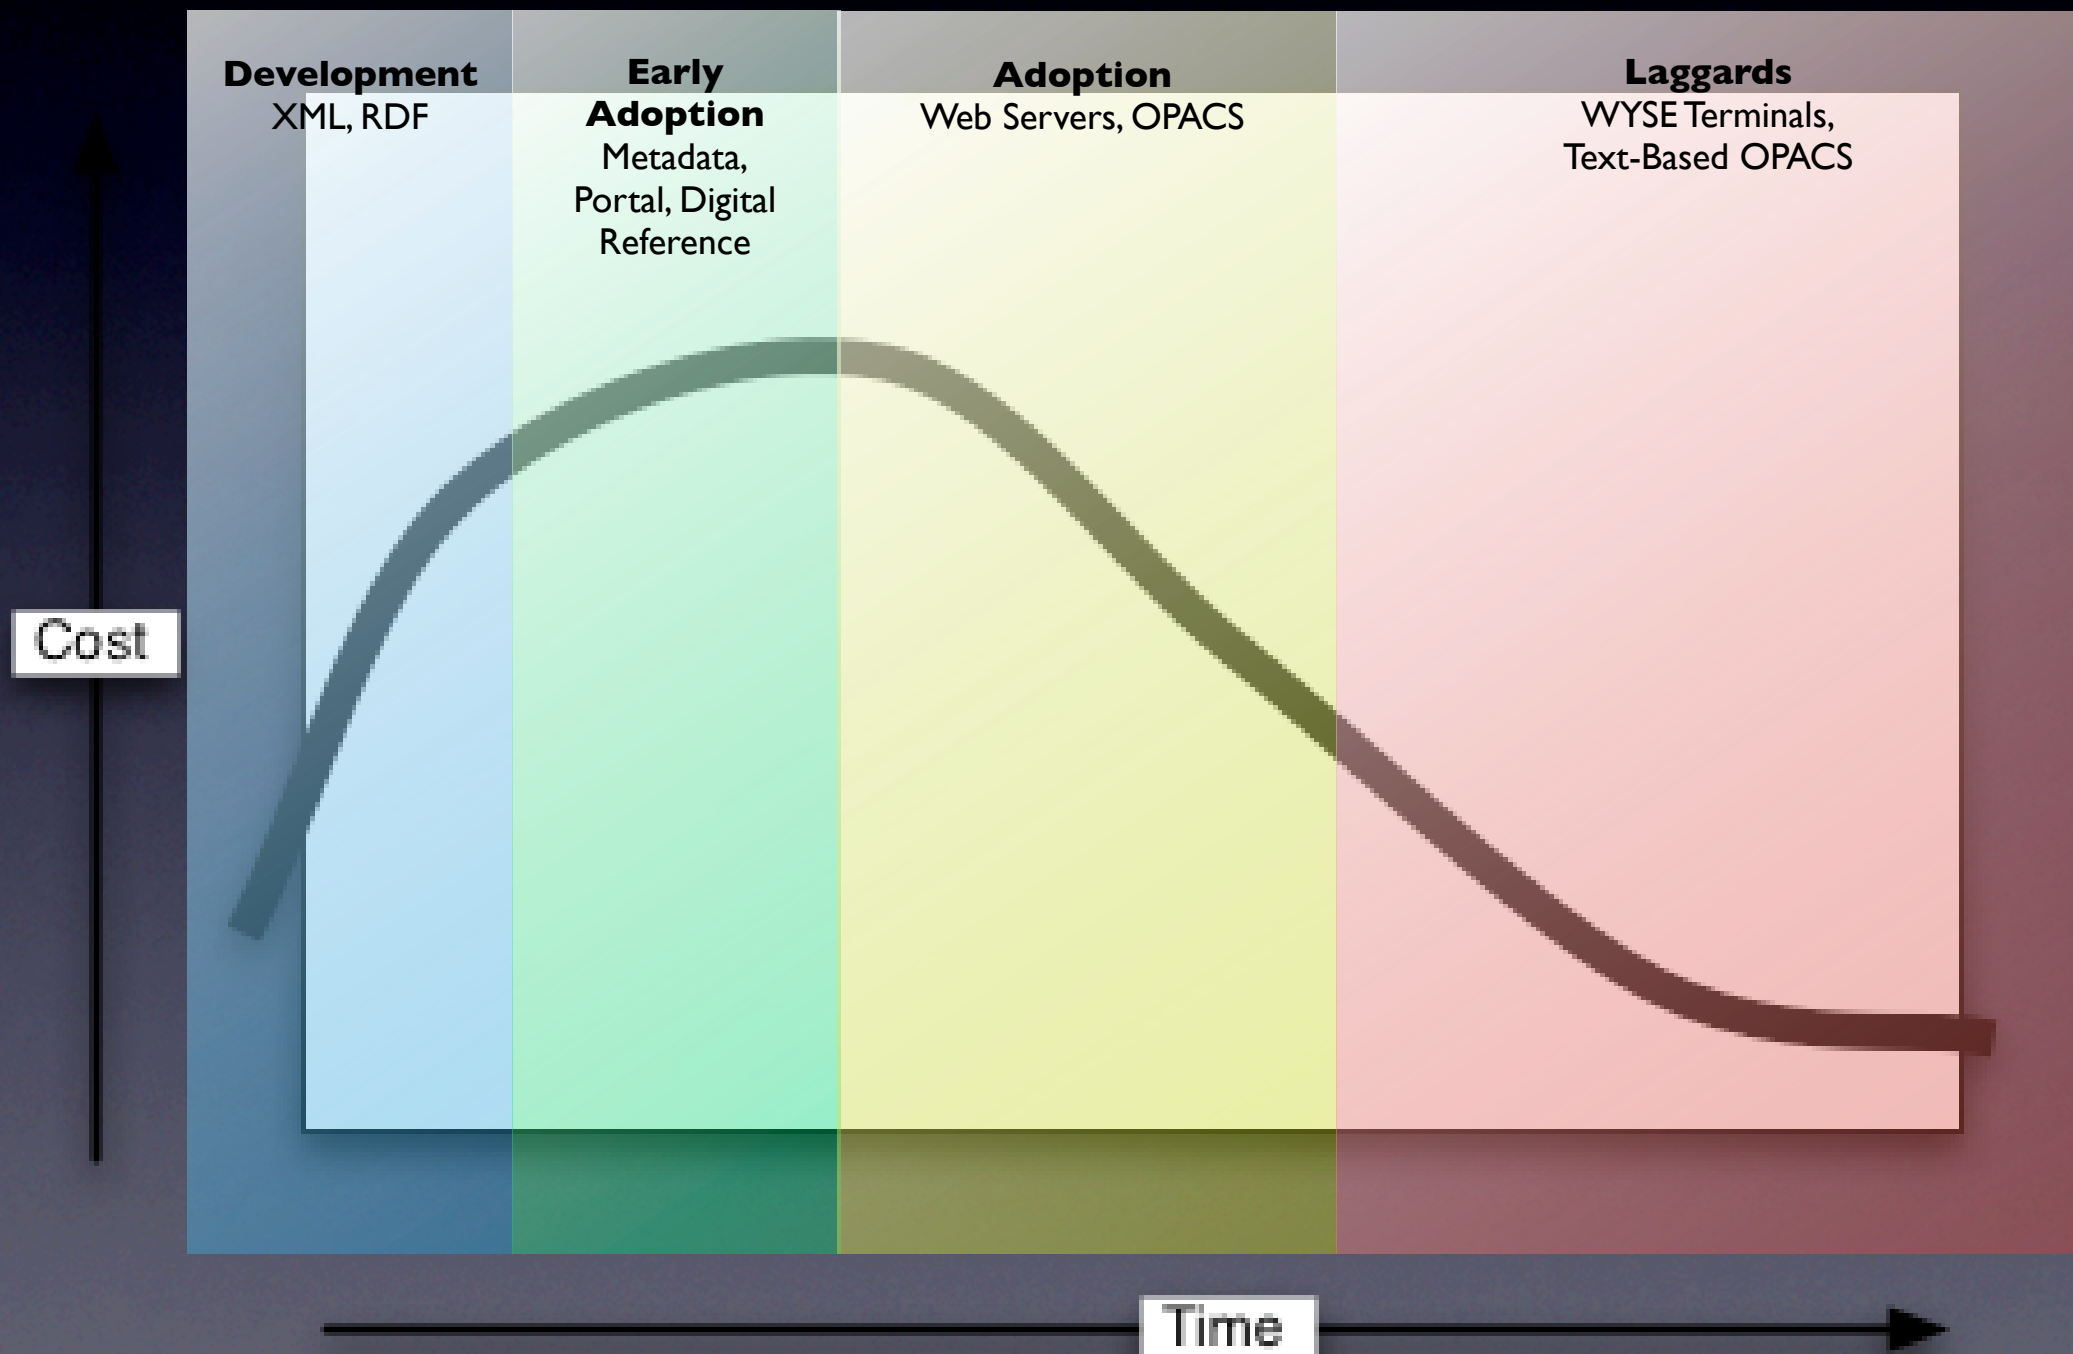 Development
XML, RDF
Early
Adoption
Metadata,
Portal, Digital
Reference
Adoption
Web Servers, OPACS
Laggards
WYSE Terminals,
Text-Based OPACS
Cost
Time